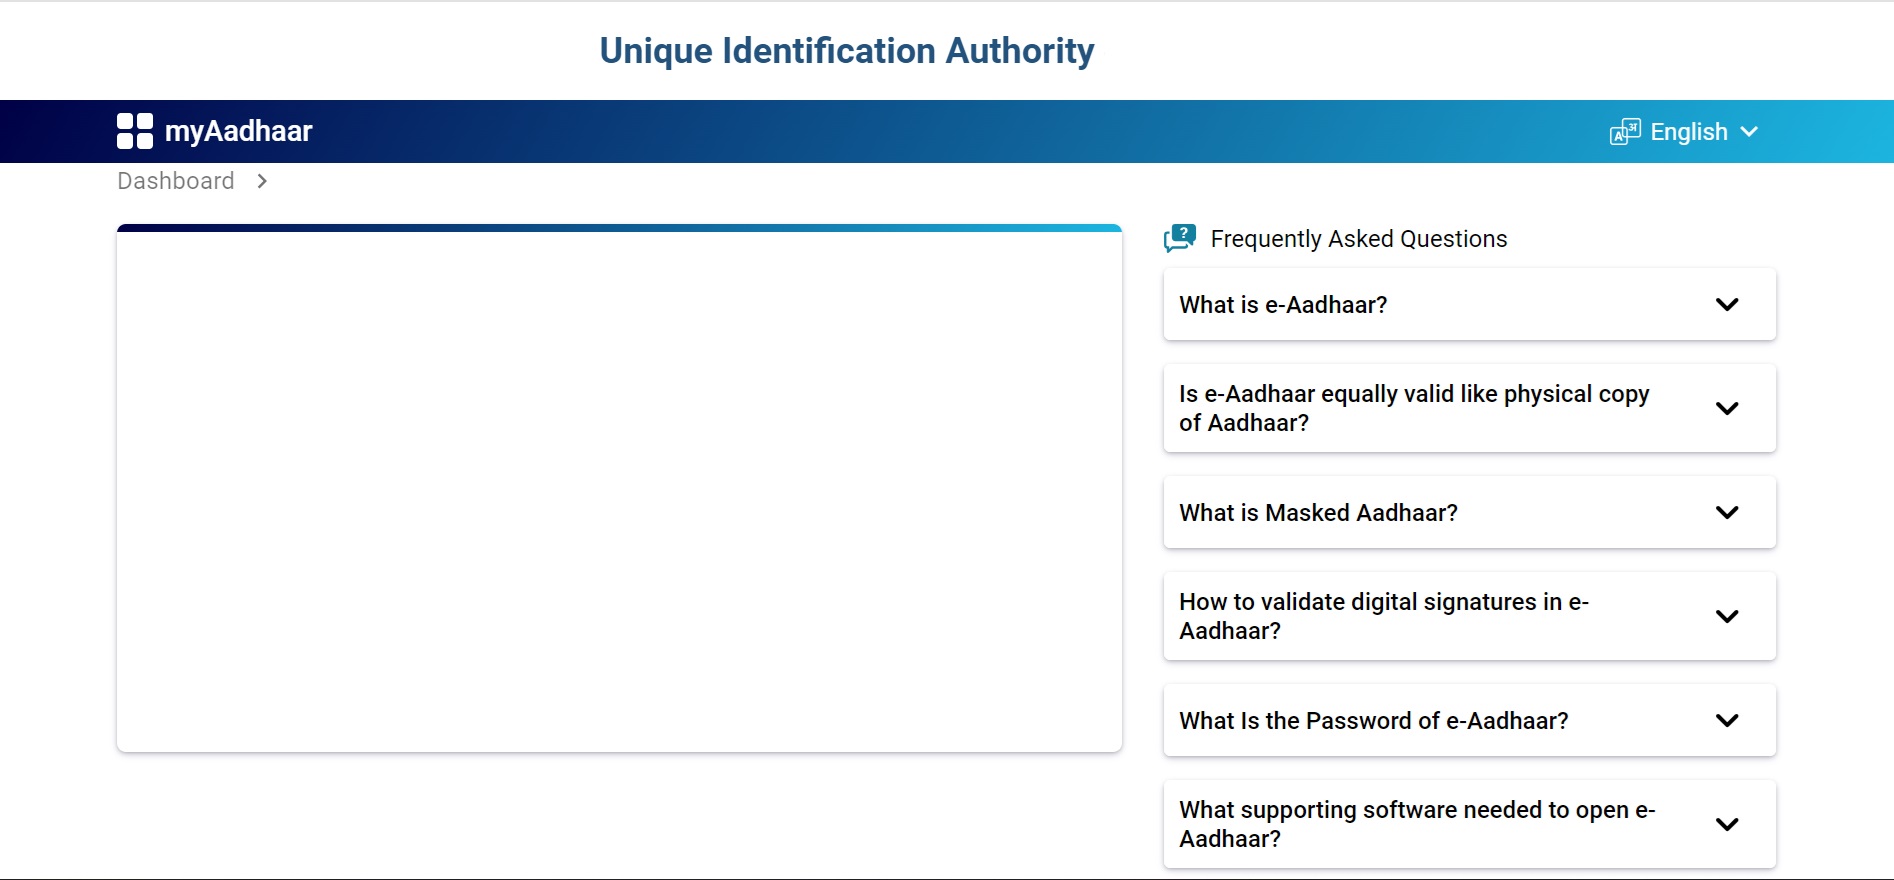 Unique Identification Authority
myAadhaar
English
Dashboard
Frequently Asked Questions
What is e-Aadhaar?
Is e-Aadhaar equally valid like physical copy
of Aadhaar?
What is Masked Aadhaar?
How to validate digital signatures in e-
Aadhaar?
What Is the Password of e-Aadhaar?
What supporting software needed to open e-
Aadhaar?